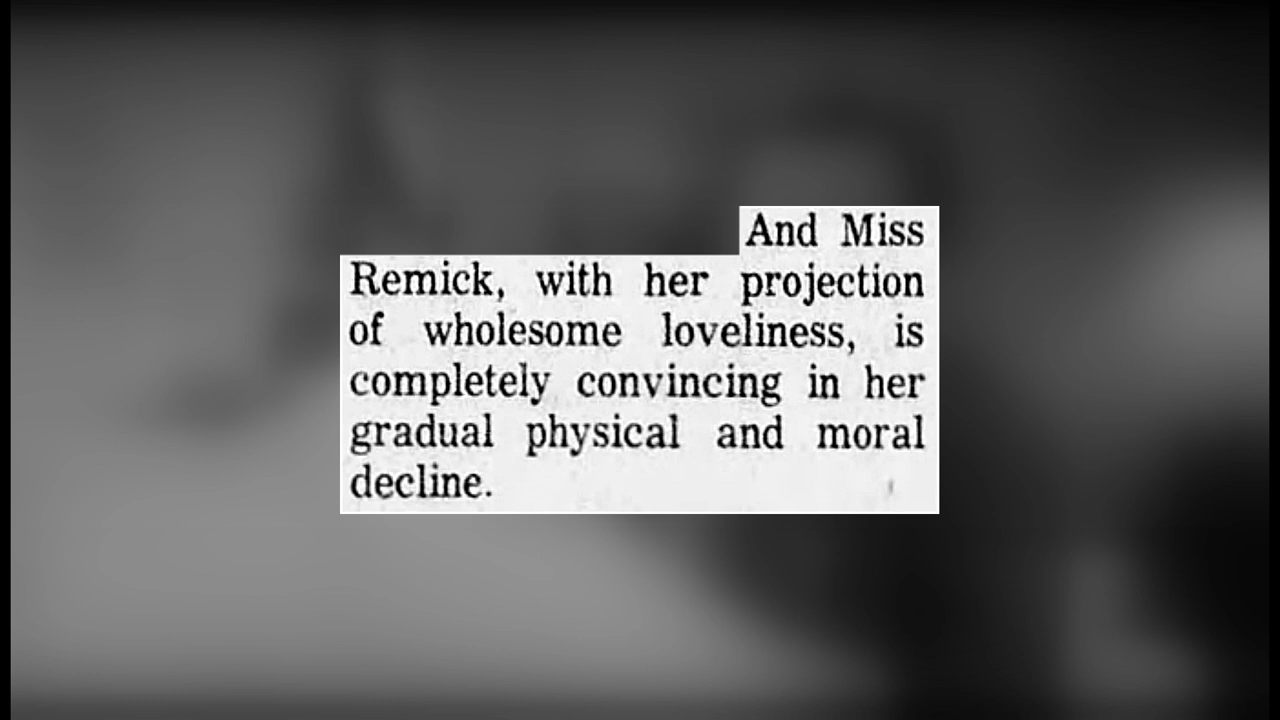 And Miss
Remick, with her projection
of wholesome loveliness, is
completely convincing in her
gradual physical and moral
decline.